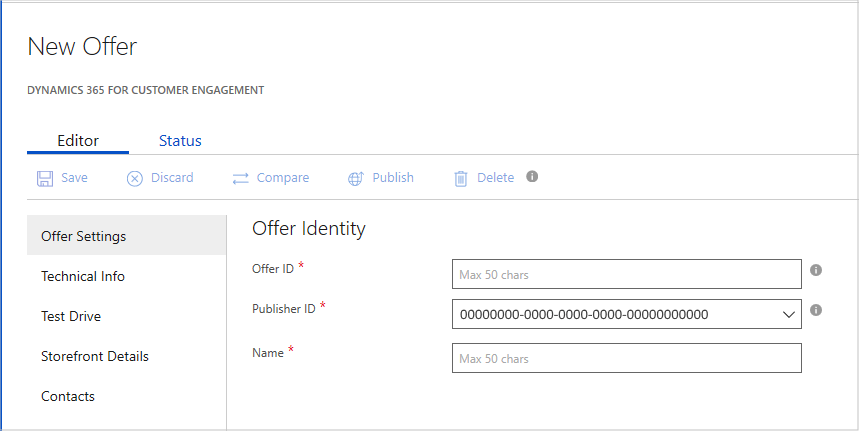 New Offer
DYNAMICS 365 FOR CUSTOMER ENGAGEMENT
Editor Status
Save Discard Compare Publish Delete
Offer Settings
Technical Info
Test Drive
Storefront Details
Contacts
Offer Identity
Offer ID * Max 50 chars
Publisher ID * 00000000-0000-0000-0000-00000000000
Name * Max 50 chars